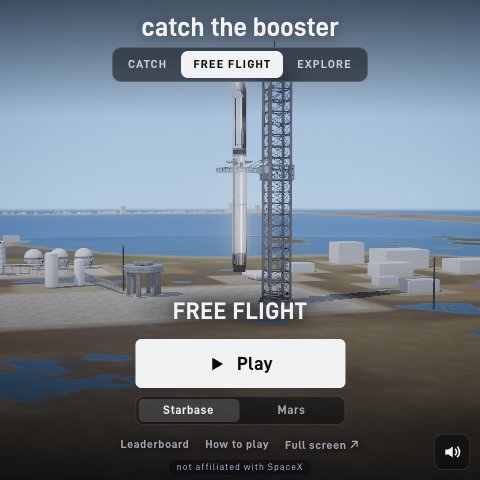 catch the booster
CATCH FREE FLIGHT EXPLORE
FREE FLIGHT
Play
Starbase Mars
Leaderboard How to play Full screen ↗
not affiliated with SpaceX